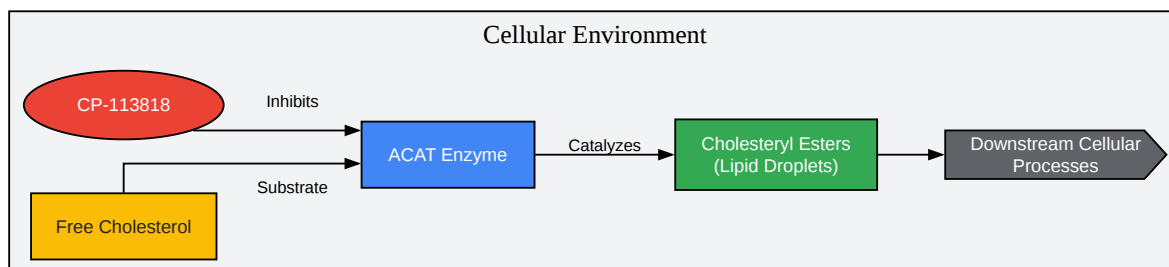 Cellular Environment
CP-113818
Inhibits
ACAT Enzyme
Catalyzes
Cholesteryl Esters
(Lipid Droplets)
Downstream Cellular
Processes
Substrate
Free Cholesterol